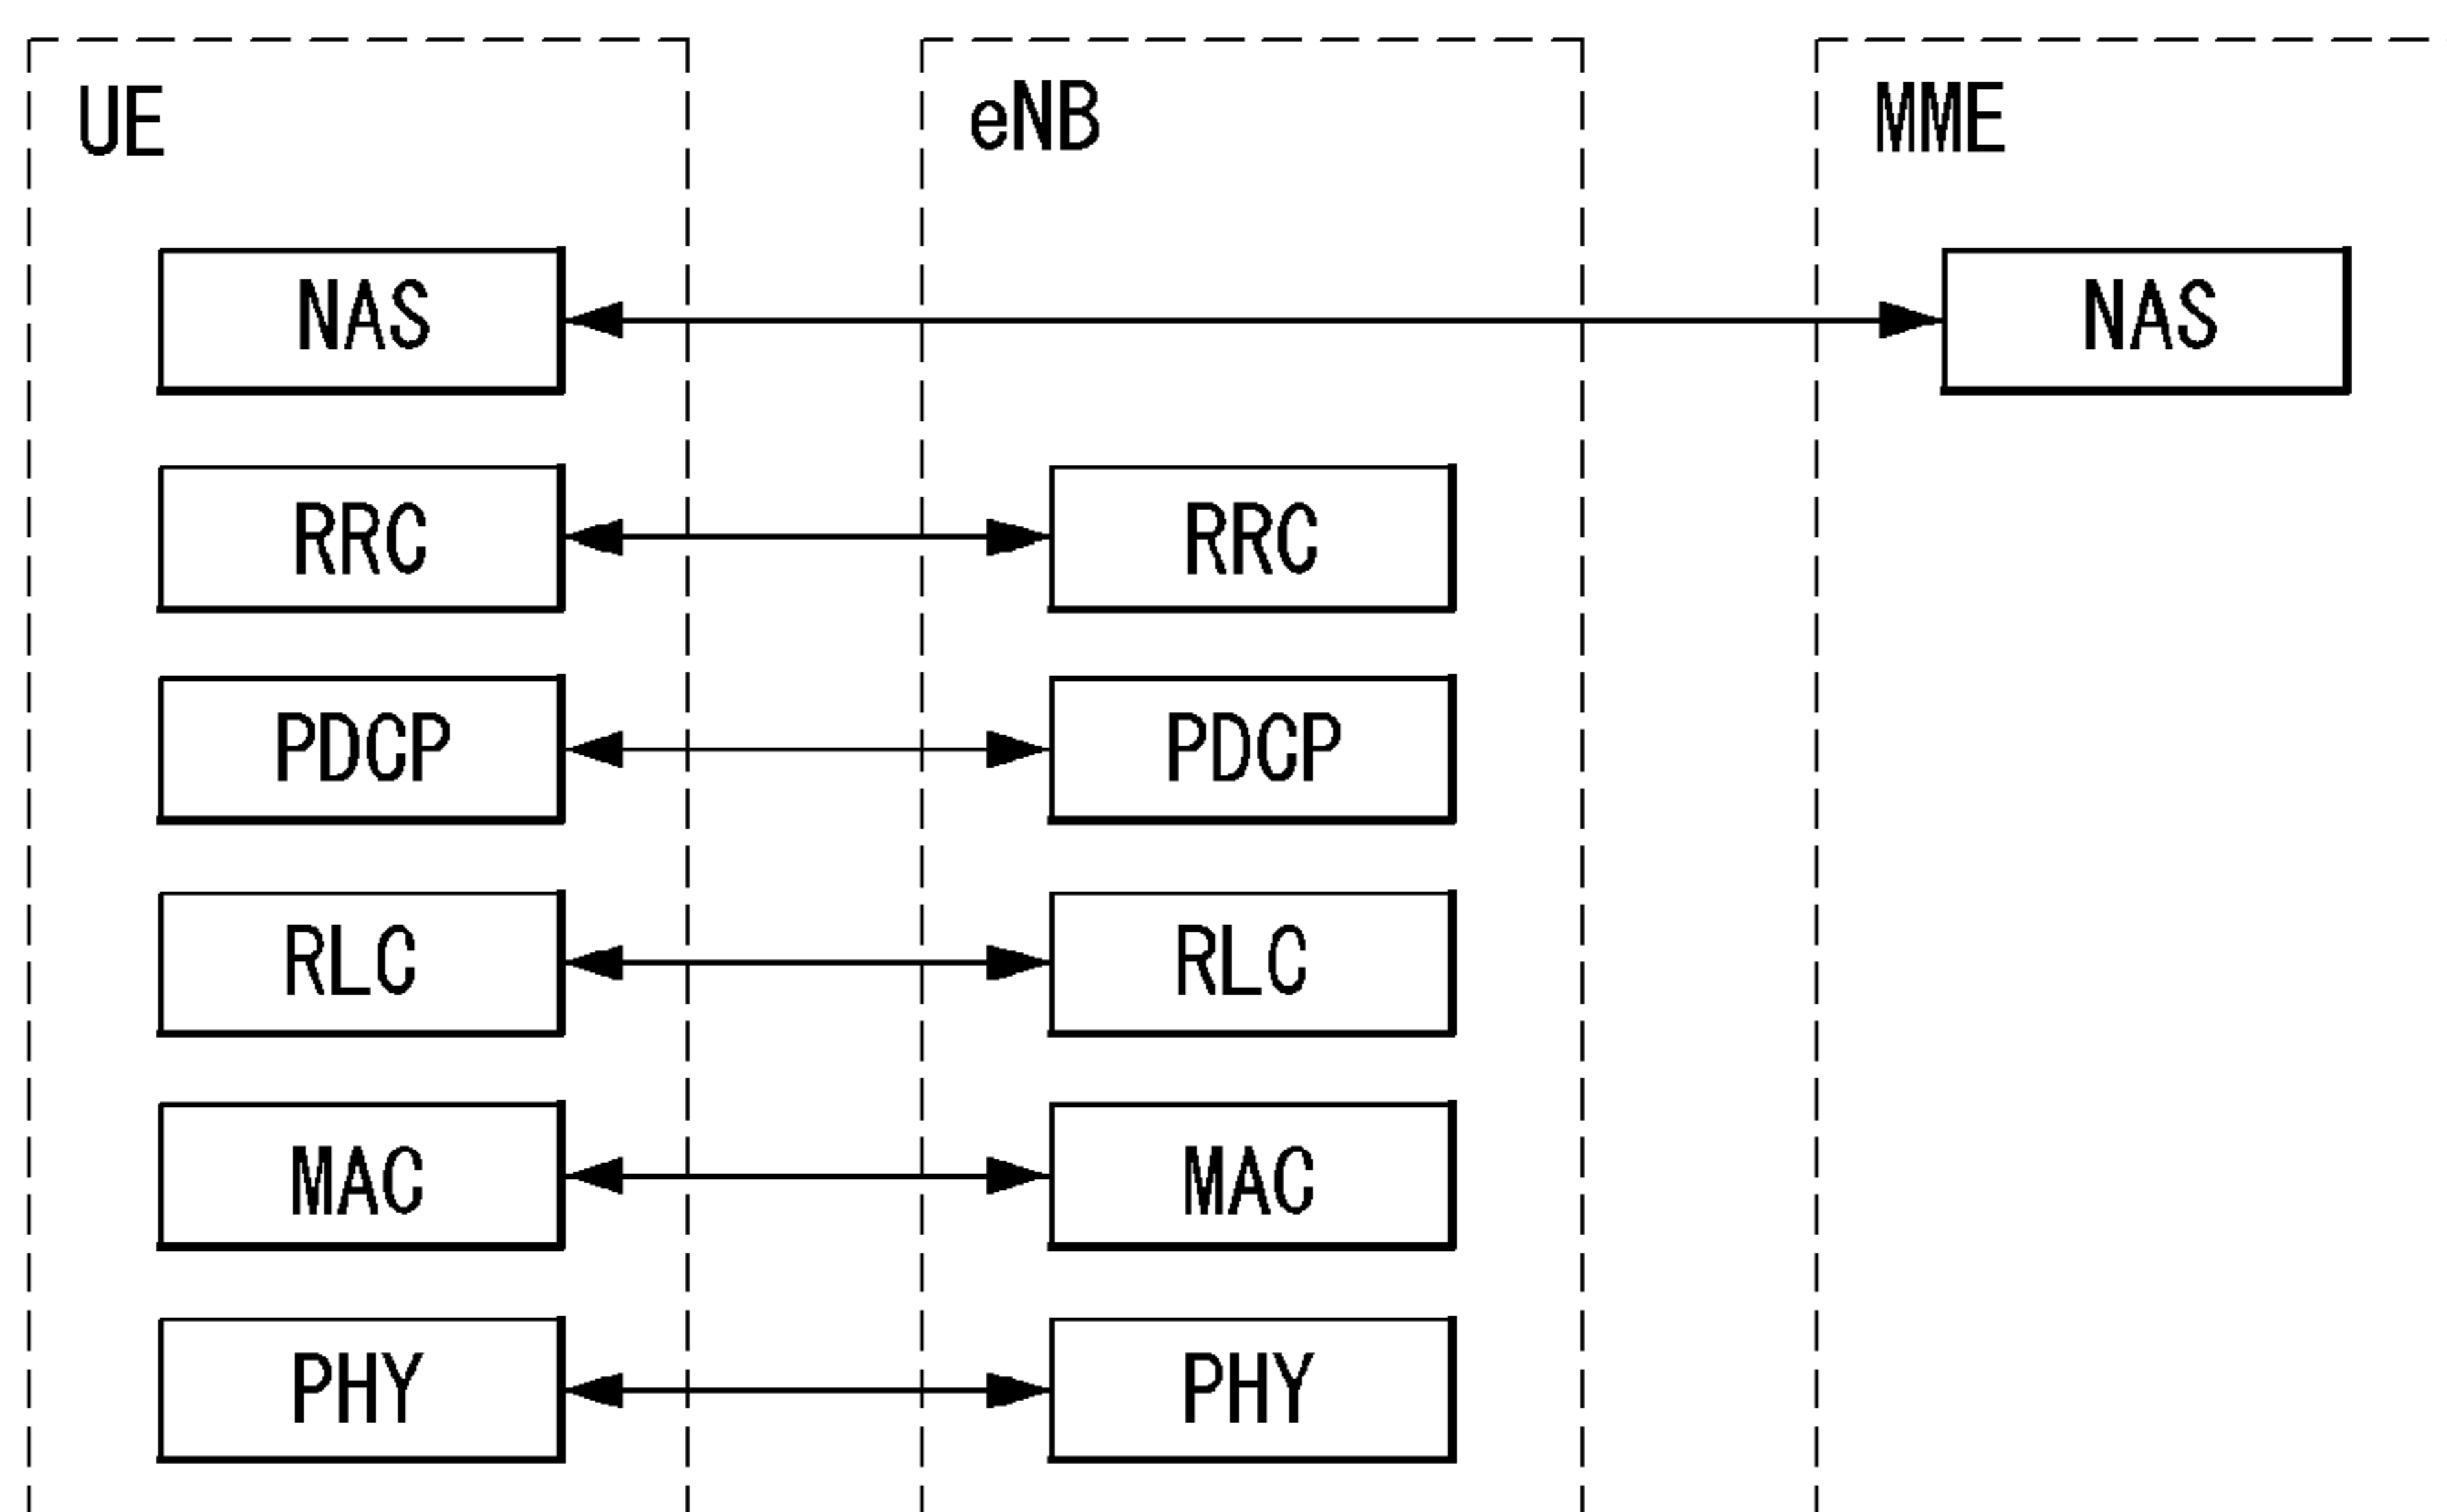 UE
eNB
MME
NAS
NAS
RRC
RRC
PDCP
PDCP
RLC
RLC
MAC
MAC
PHY
PHY